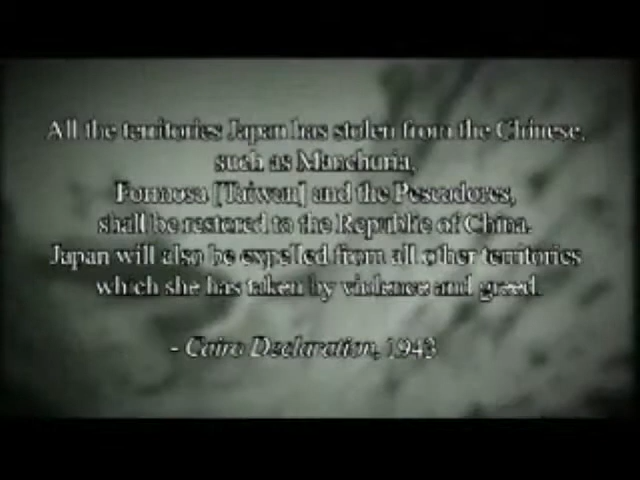 All the territories Japan has stolen from the Chinese,
such as Manchuria,
Formosa [Taiwan] and the Pescadores,
shall be restored to the Republic of China.
Japan will also be expelled from all other territories
which she has taken by violence and greed.
- Cairo Declaration, 1943